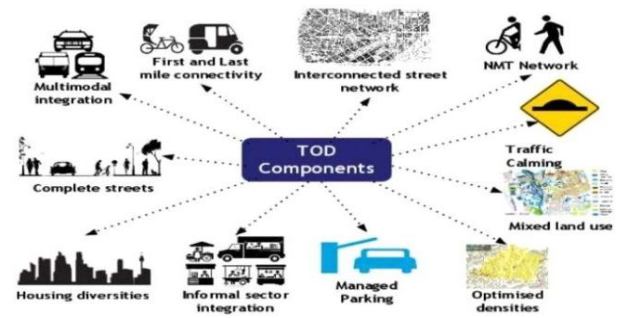 First and Last
mile connectivity
Multimodal
integration
Interconnected street
network
NMT Network
TOD
Components
Traffic
Calming
Complete streets
Mixed land use
Housing diversities
Informal sector
integration
Managed
Parking
Optimised
densities